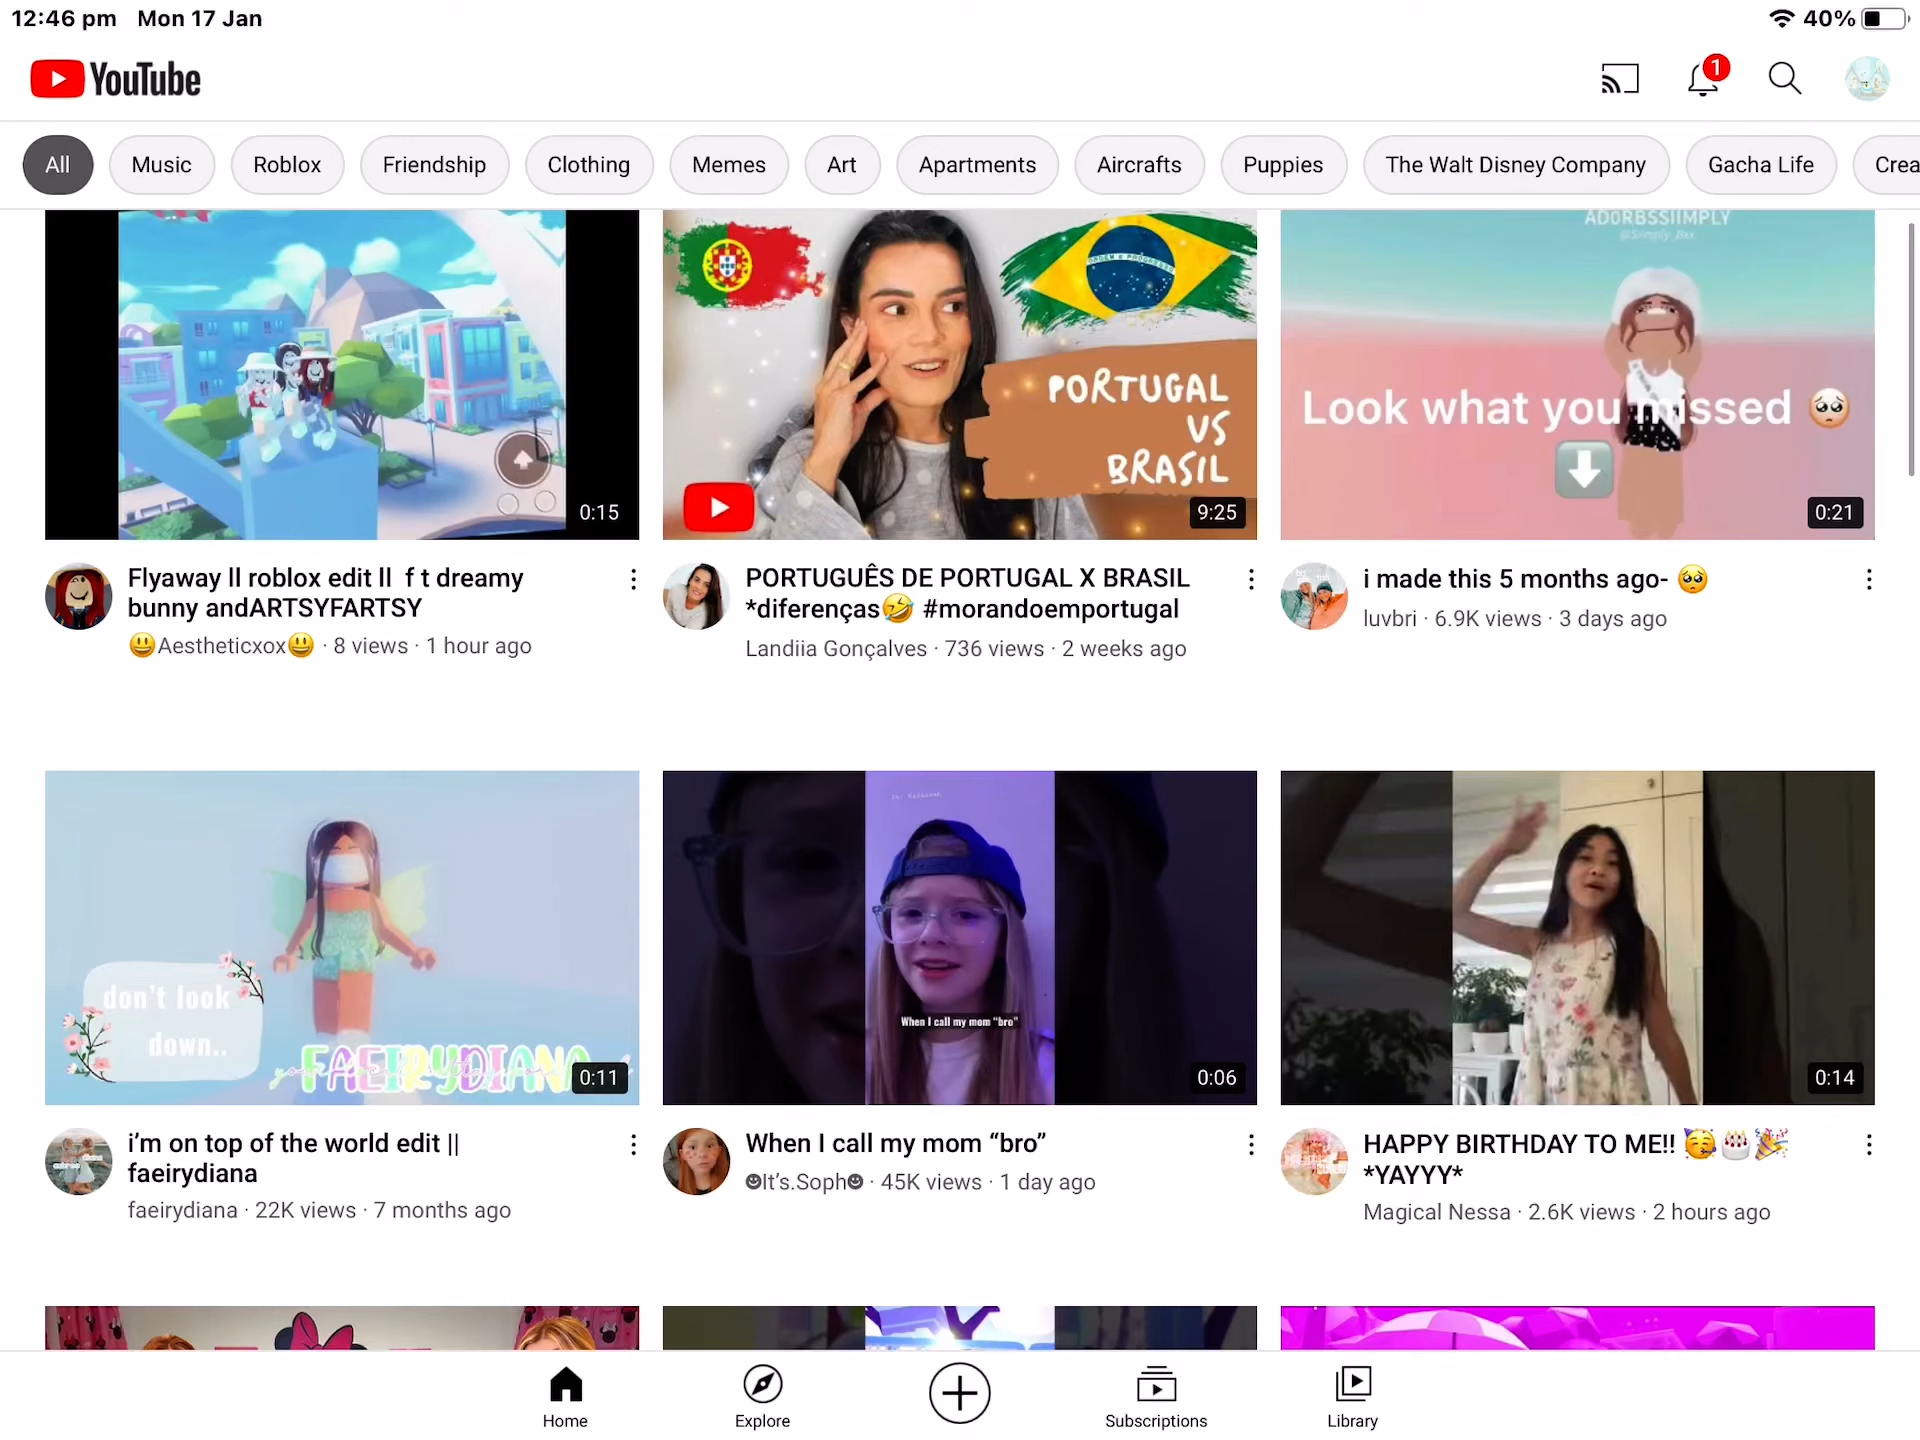 12:46 pm Mon 17 Jan
40%
YouTube
1
All Music Roblox Friendship Clothing Memes Art Apartments Aircrafts Puppies The Walt Disney Company Gacha Life Crea
0:15
ORDEM E PROGRESSO
PORTUGAL
VS
BRASIL
9:25
ADORBSSIIMPLY
@Siimply_Bxx
Look what you missed 🥺
⬇️
0:21
Flyaway ll roblox edit ll f t dreamy
bunny andARTSYFARTSY
😃Aestheticxox😃 · 8 views · 1 hour ago
PORTUGUÊS DE PORTUGAL X BRASIL
*diferenças🤣 #morandoemportugal
Landiia Gonçalves · 736 views · 2 weeks ago
i made this 5 months ago- 🥺
luvbri · 6.9K views · 3 days ago
don't look
down..
FAEIRYDIANA
0:11
When I call my mom "bro"
0:06
0:14
i'm on top of the world edit ||
faeirydiana
faeirydiana · 22K views · 7 months ago
When I call my mom “bro”
☻It's.Soph☻ · 45K views · 1 day ago
HAPPY BIRTHDAY TO ME!! 🥳🎂🎉
*YAYYY*
Magical Nessa · 2.6K views · 2 hours ago
Home Explore Subscriptions Library